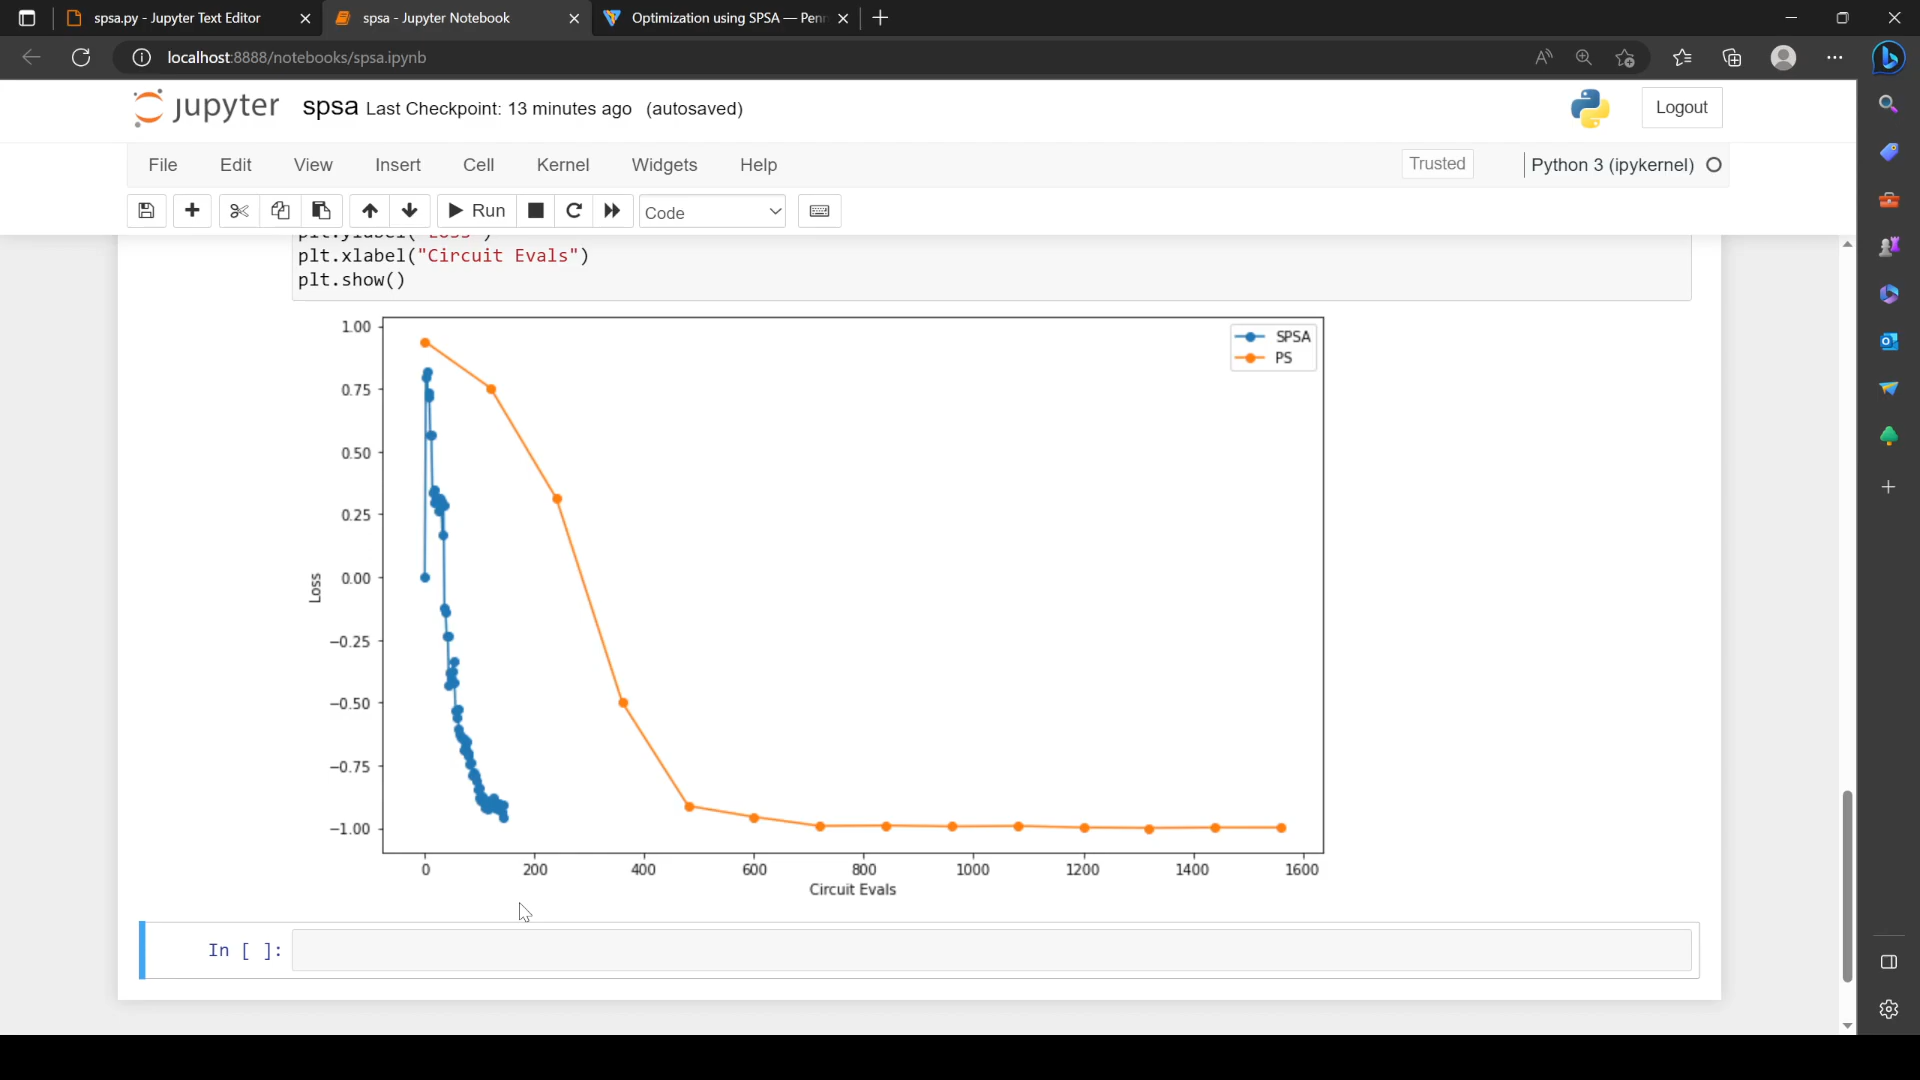 spsa.py - Jupyter Text Editor
spsa - Jupyter Notebook
Optimization using SPSA — Penn
localhost:8888/notebooks/spsa.ipynb
jupyter spsa Last Checkpoint: 13 minutes ago (autosaved)
Logout
File Edit View Insert Cell Kernel Widgets Help
Trusted
Python 3 (ipykernel)
Run
Code
plt.ylabel("Loss")
plt.xlabel("Circuit Evals")
plt.show()
SPSA
PS
1.00
0.75
0.50
0.25
0.00
−0.25
−0.50
−0.75
−1.00
Loss
0 200 400 600 800 1000 1200 1400 1600
Circuit Evals
In [ ]: